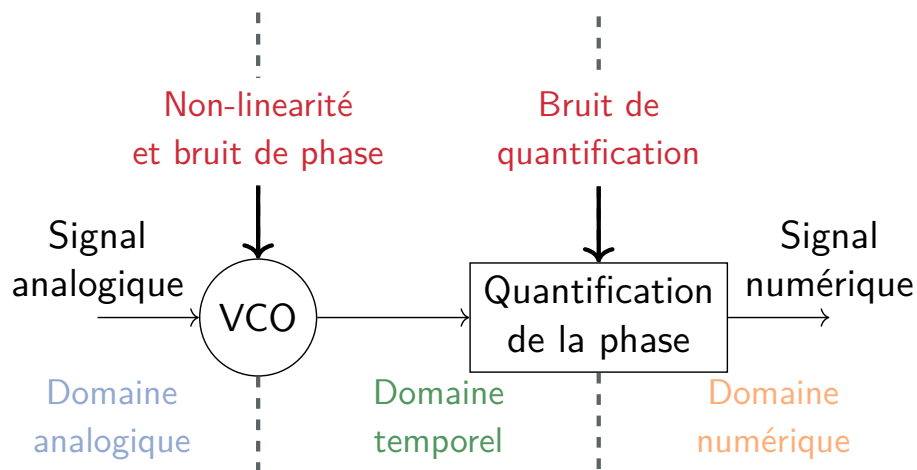 Non-linearité
et bruit de phase
Bruit de
quantification
Signal
analogique
VCO
Quantification
de la phase
Signal
numérique
Domaine
analogique
Domaine
temporel
Domaine
numérique